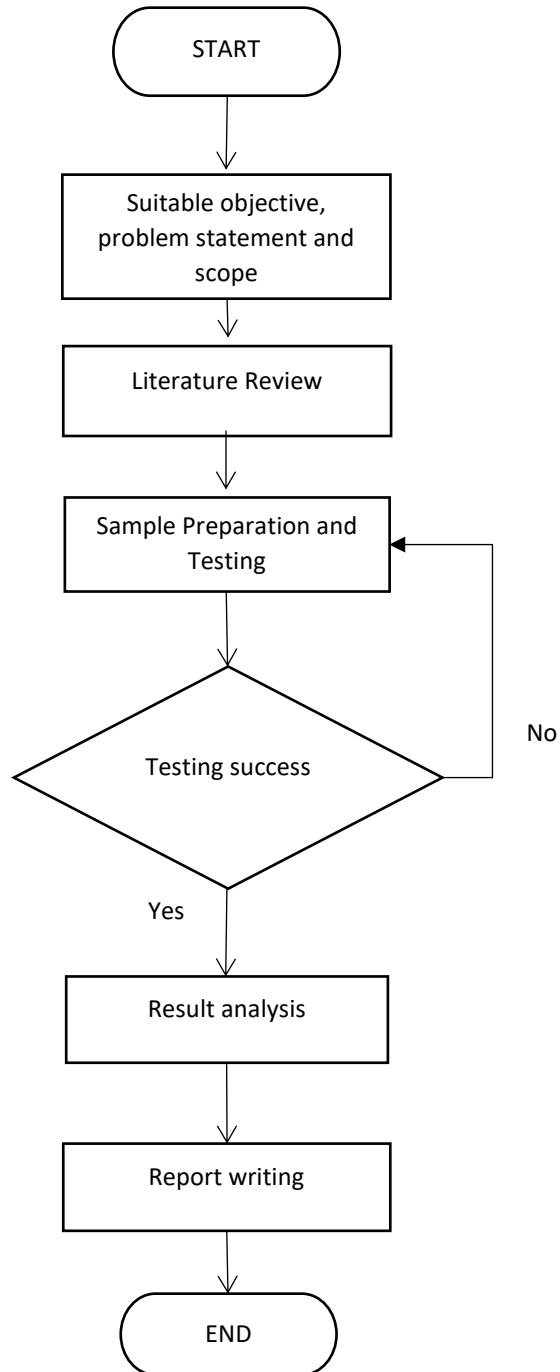 START
Suitable objective,
problem statement and
scope
Literature Review
Sample Preparation and
Testing
No
Testing success
Yes
Result analysis
Report writing
END